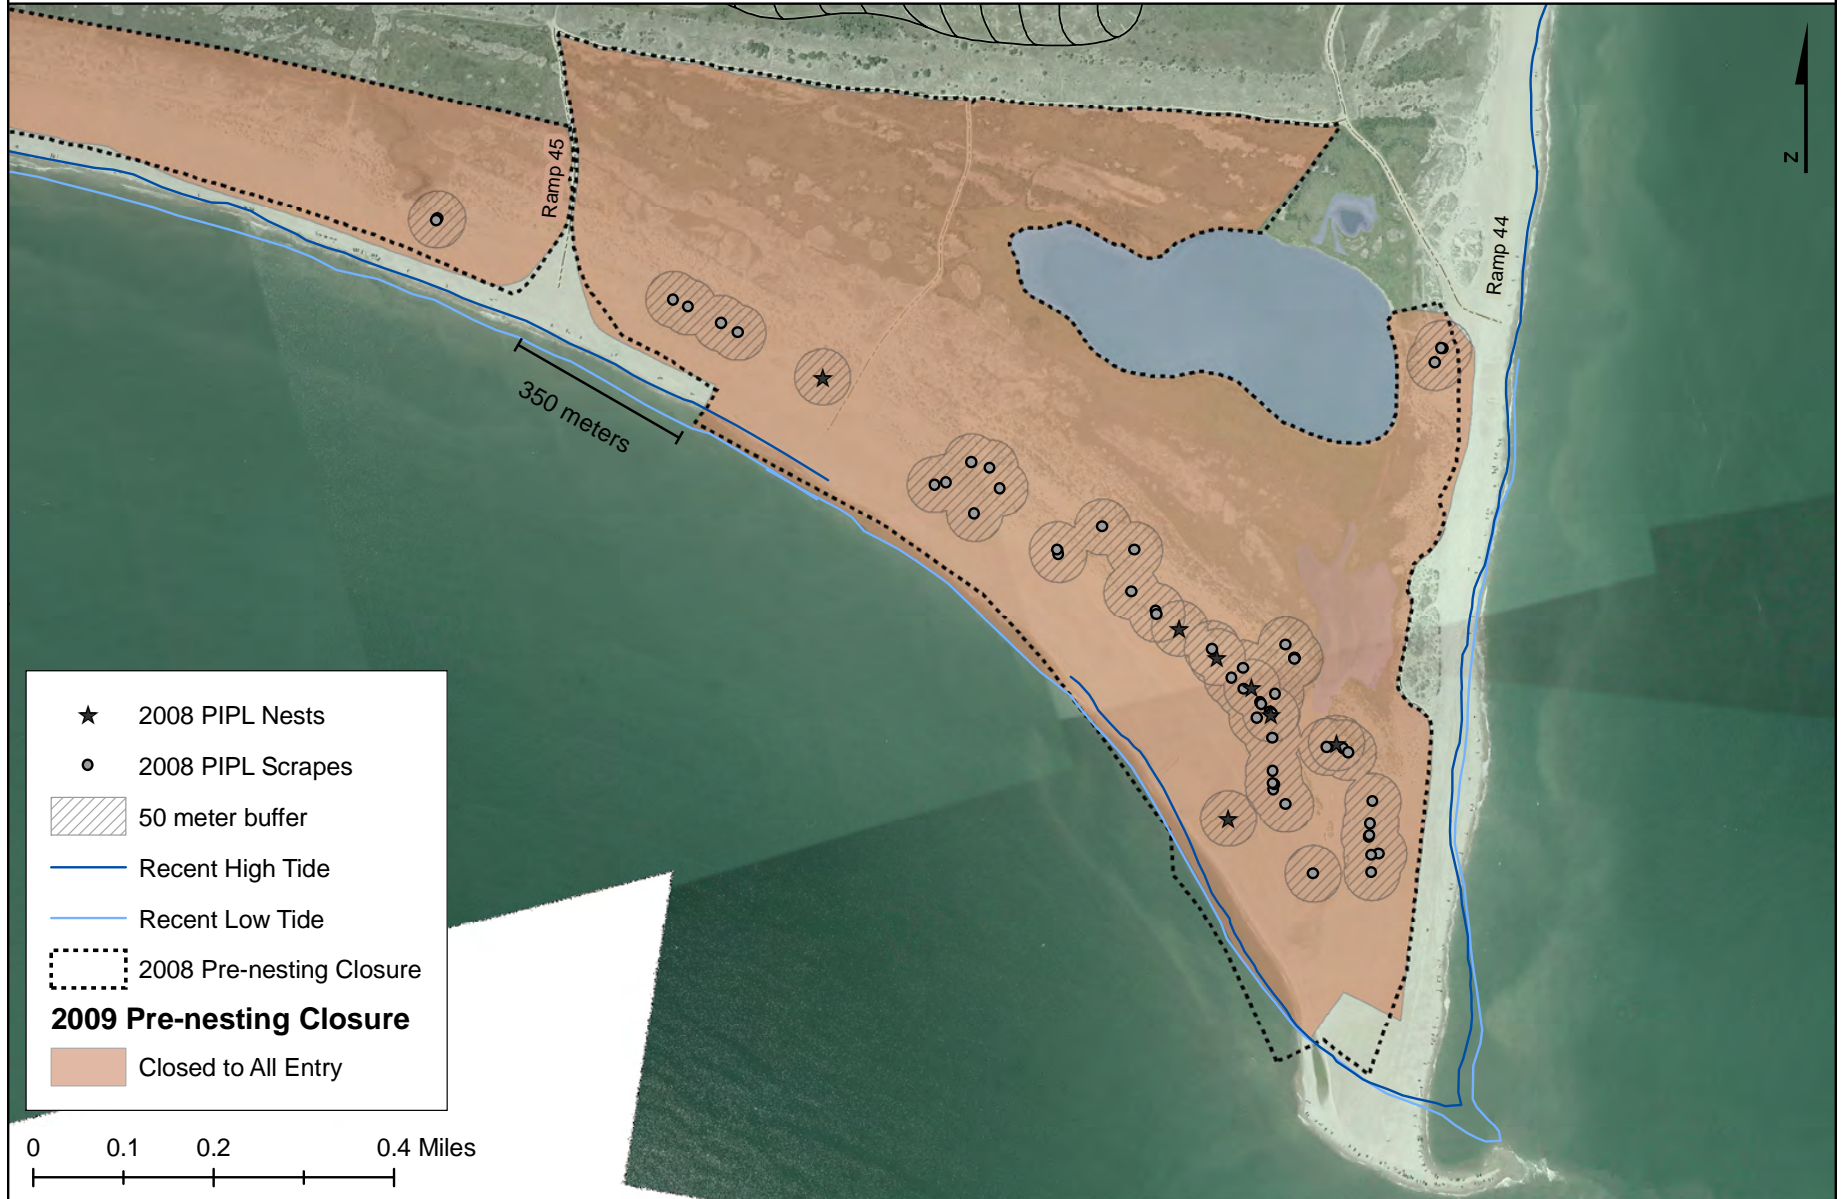 Ramp 45
Ramp 44
N
350 meters
2008 PIPL Nests
2008 PIPL Scrapes
50 meter buffer
Recent High Tide
Recent Low Tide
2008 Pre-nesting Closure
2009 Pre-nesting Closure
Closed to All Entry
0 0.1 0.2 0.4 Miles